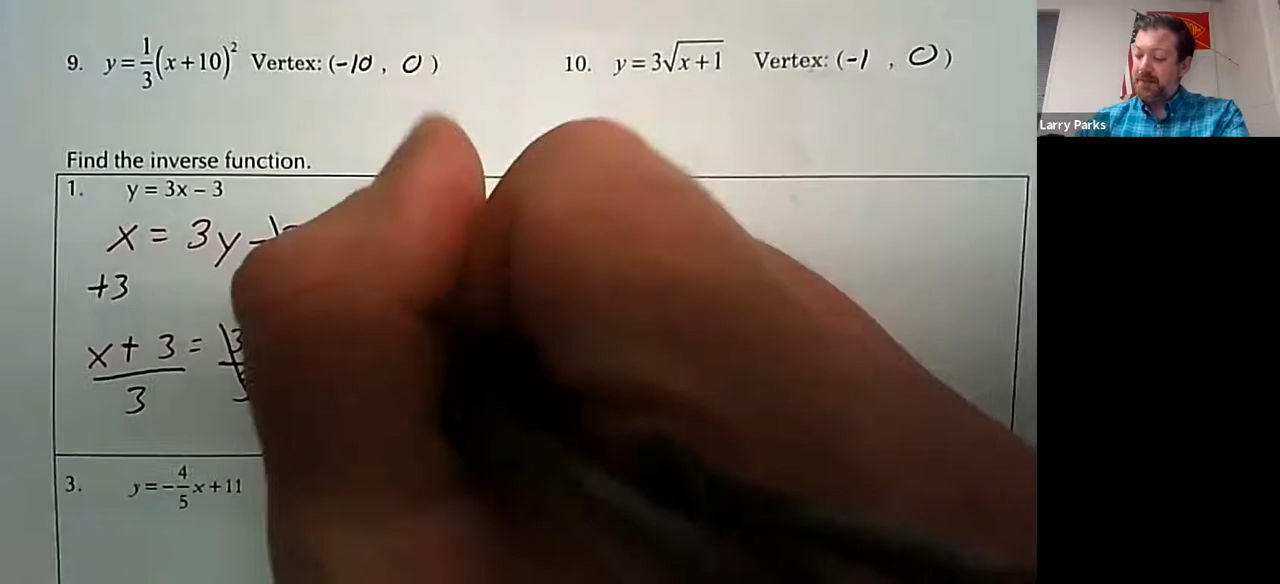 9. y=1/3(x+10)² Vertex: (-10, 0)
10. y=3√x+1 Vertex: (-1, 0)
Larry Parks
Find the inverse function.
1. y = 3x – 3
x = 3y -
+3
x + 3 = 3
3
3. y=-4/5x+11